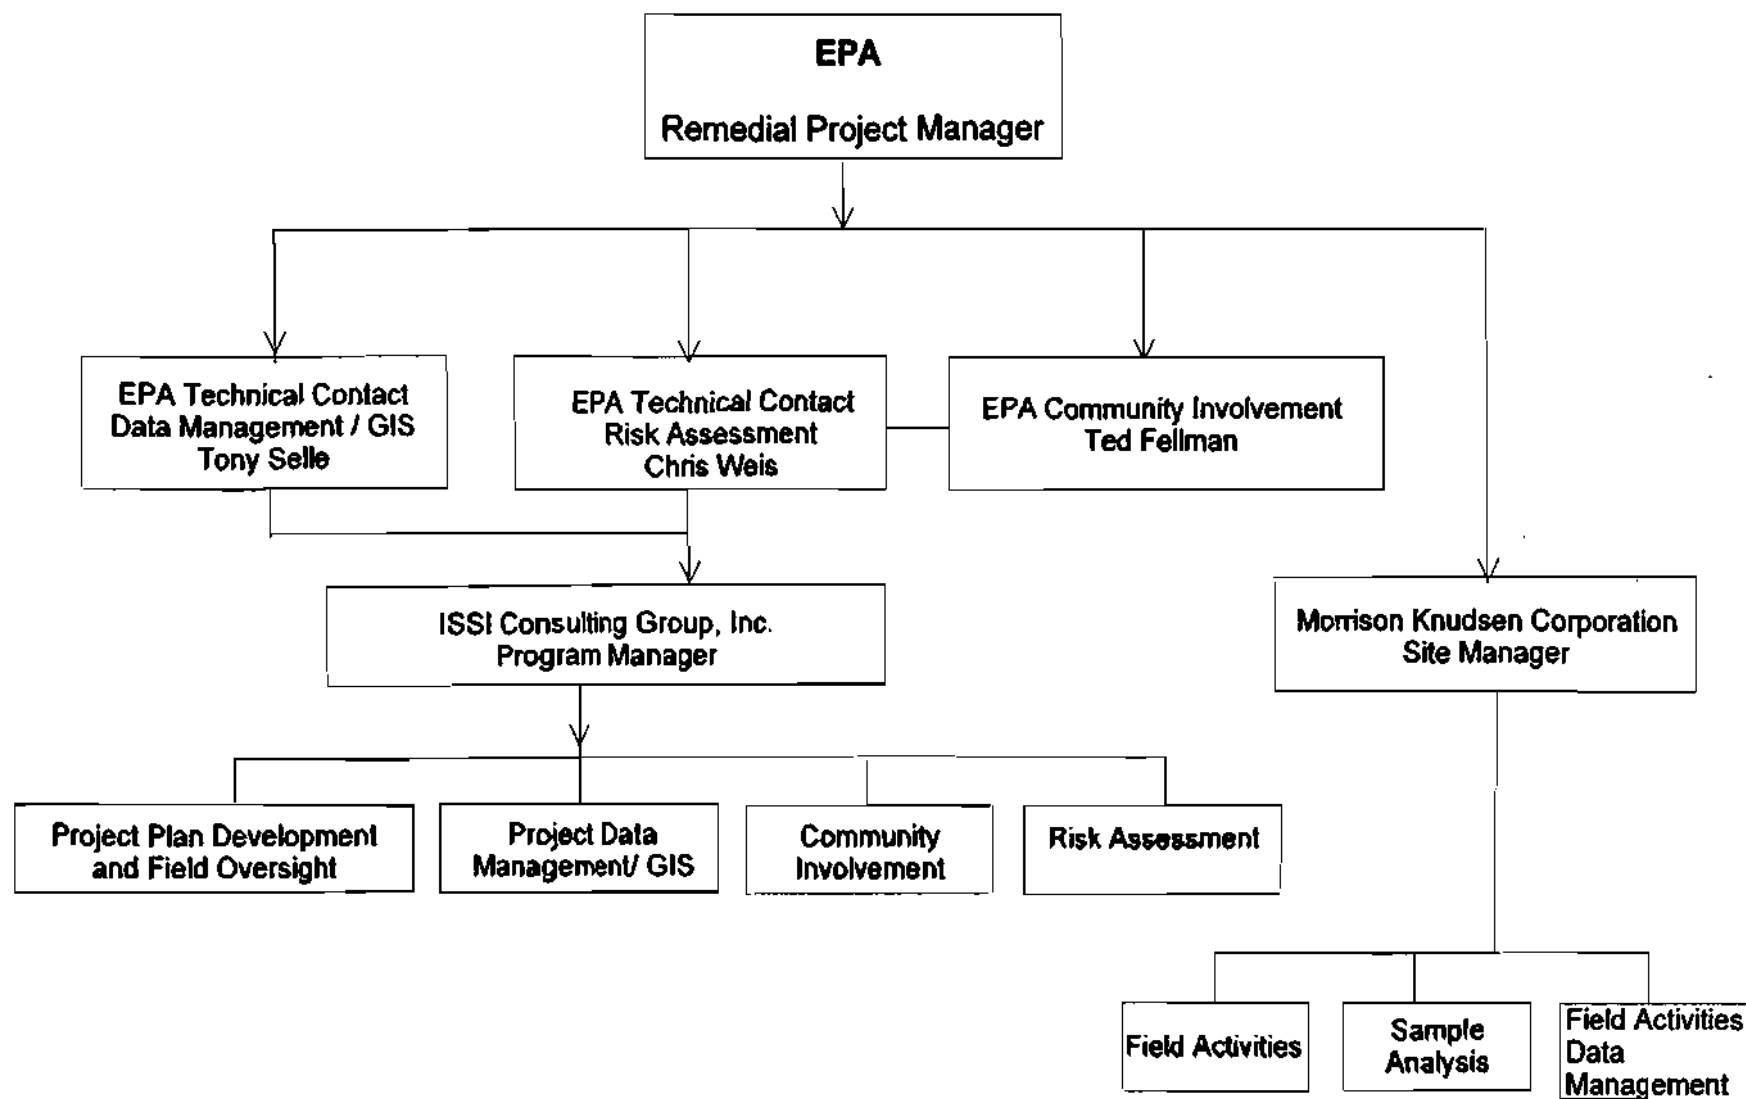 EPA
Remedial Project Manager
EPA Technical Contact
Data Management / GIS
Tony Selle
EPA Technical Contact
Risk Assessment
Chris Weis
EPA Community Involvement
Ted Fellman
ISSI Consulting Group, Inc.
Program Manager
Morrison Knudsen Corporation
Site Manager
Project Plan Development
and Field Oversight
Project Data
Management/ GIS
Community
Involvement
Risk Assessment
Field Activities
Sample
Analysis
Field Activities
Data
Management